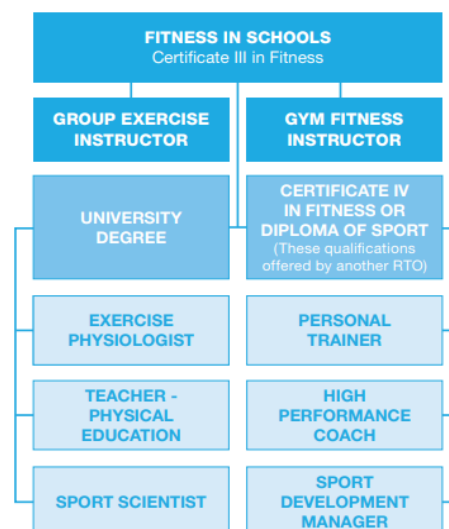 FITNESS IN SCHOOLS
Certificate III in Fitness
GROUP EXERCISE
INSTRUCTOR
GYM FITNESS
INSTRUCTOR
UNIVERSITY
DEGREE
CERTIFICATE IV
IN FITNESS OR
DIPLOMA OF SPORT
(These qualifications
offered by another RTO)
EXERCISE
PHYSIOLOGIST
PERSONAL
TRAINER
TEACHER -
PHYSICAL
EDUCATION
HIGH
PERFORMANCE
COACH
SPORT SCIENTIST
SPORT
DEVELOPMENT
MANAGER